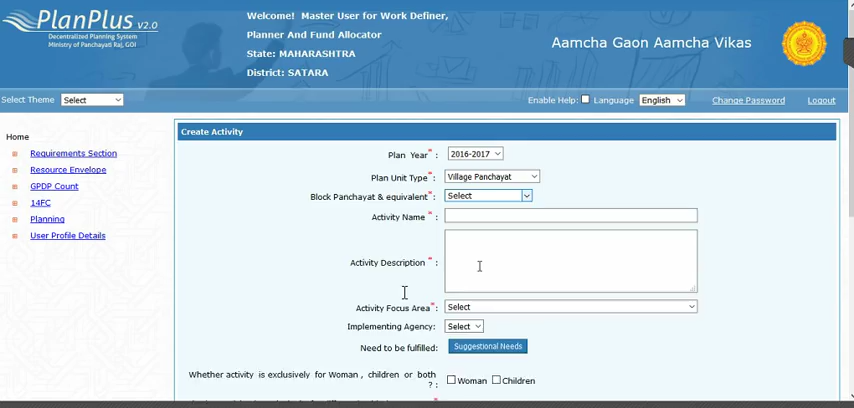 PlanPlus v2.0
Decentralized Planning System
Ministry of Panchayati Raj, GOI
Welcome! Master User for Work Definer,
Planner And Fund Allocator
State: MAHARASHTRA
District: SATARA
Aamcha Gaon Aamcha Vikas
Select Theme Select
Enable Help: Language English Change Password Logout
Home
Requirements Section
Resource Envelope
GPDP Count
14FC
Planning
User Profile Details
Create Activity
Plan Year * : 2016-2017
Plan Unit Type * : Village Panchayat
Block Panchayat & equivalent * : Select
Activity Name * :
Activity Description * :
Activity Focus Area * : Select
Implementing Agency: Select
Need to be fulfilled: Suggestional Needs
Whether activity is exclusively for Woman , children or both
? : Woman Children